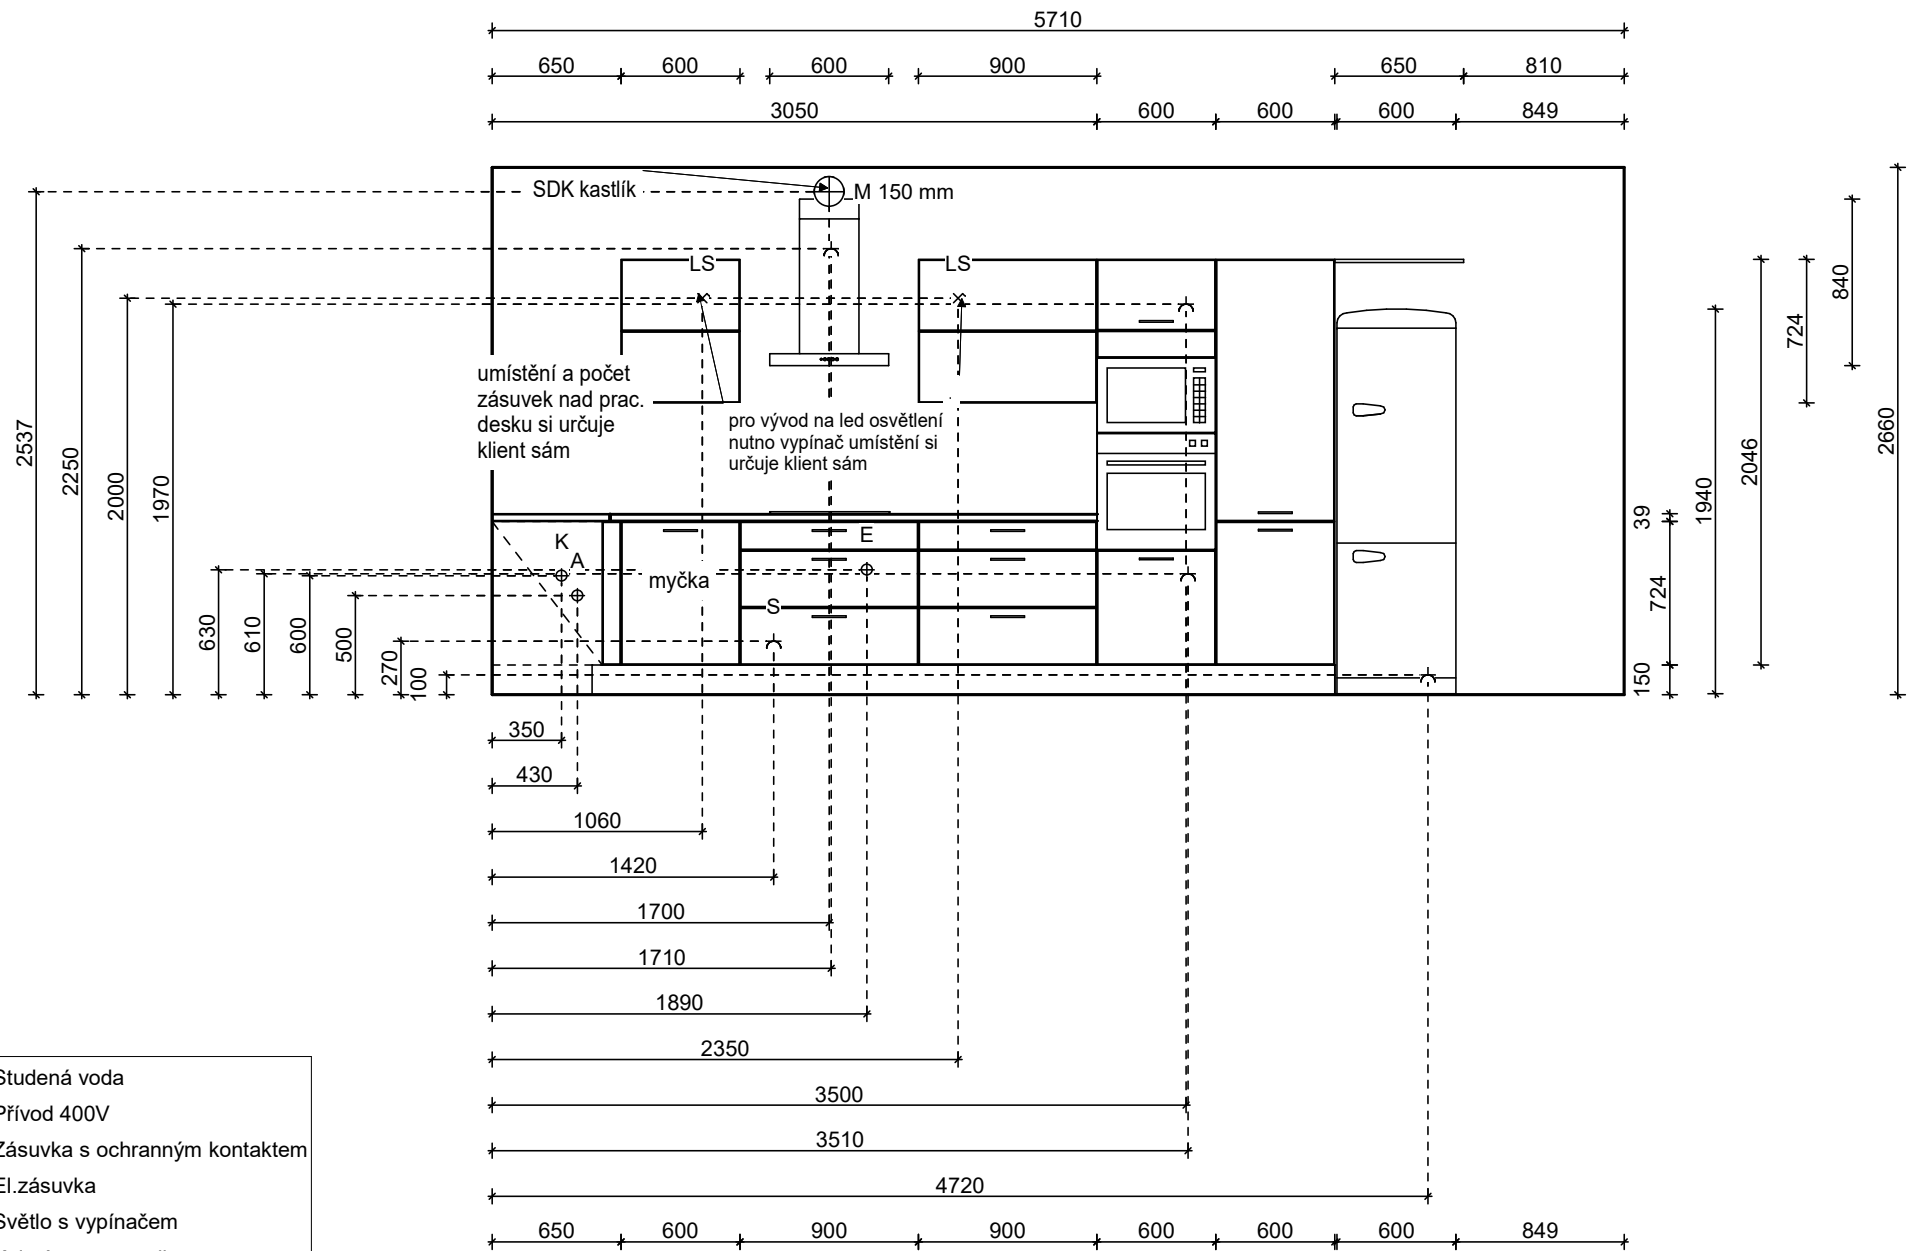 5710
650 600 600 900 650 810
3050 600 600 600 849
SDK kastlík
M 150 mm
LS
LS
umístění a počet
zásuvek nad prac.
desku si určuje
klient sám
pro vývod na led osvětlení
nutno vypínač umístění si
určuje klient sám
K
A
E
myčka
S
2537
2250
2000
1970
630
610
600
500
270
100
39
724
150
1940
2046
724
840
2660
350
430
1060
1420
1700
1710
1890
2350
3500
3510
4720
650 600 900 900 600 600 600 849
Studená voda
Přívod 400V
Zásuvka s ochranným kontaktem
El.zásuvka
Světlo s vypínačem